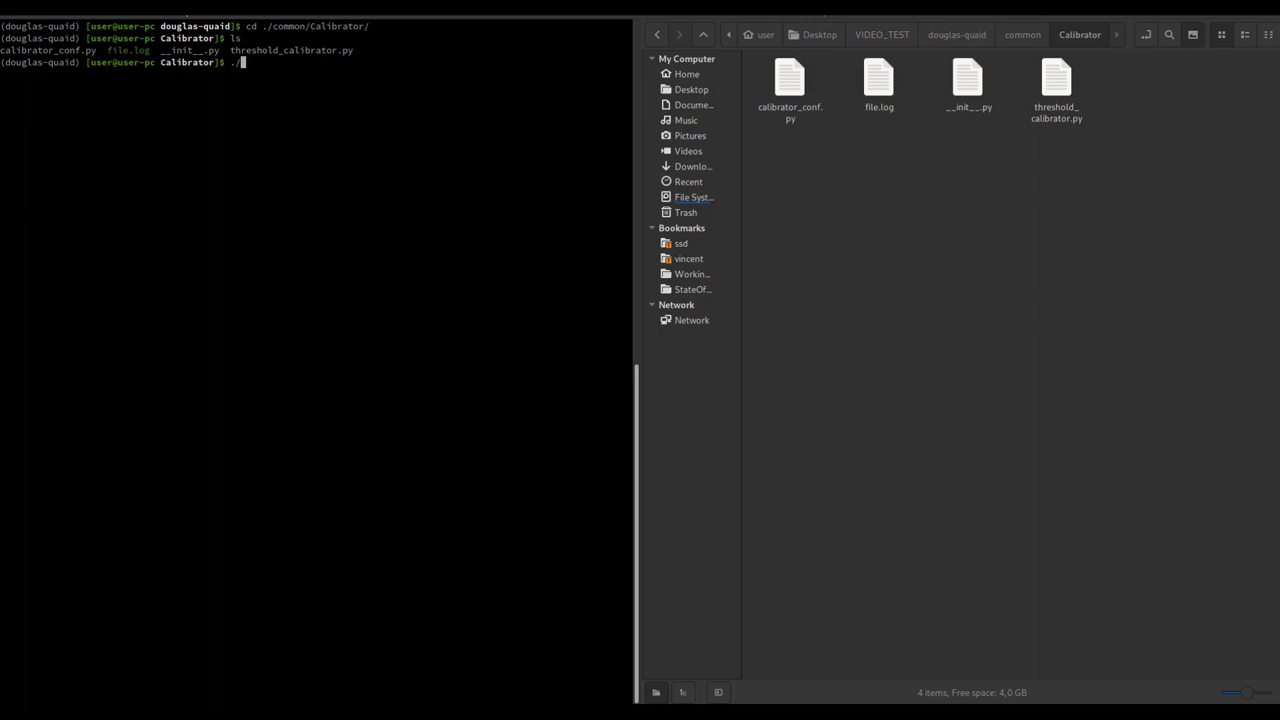 (douglas-quaid) [user@user-pc douglas-quaid]$ cd ./common/Calibrator/
(douglas-quaid) [user@user-pc Calibrator]$ ls
calibrator_conf.py file.log __init__.py threshold_calibrator.py
(douglas-quaid) [user@user-pc Calibrator]$ ./
user Desktop VIDEO_TEST douglas-quaid common Calibrator
My Computer
Home
Desktop
Docume...
Music
Pictures
Videos
Downlo...
Recent
File Syst...
Trash
Bookmarks
ssd
vincent
Workin...
StateOf...
Network
Network
calibrator_conf.
py
file.log
__init__.py
threshold_
calibrator.py
4 items, Free space: 4,0 GB